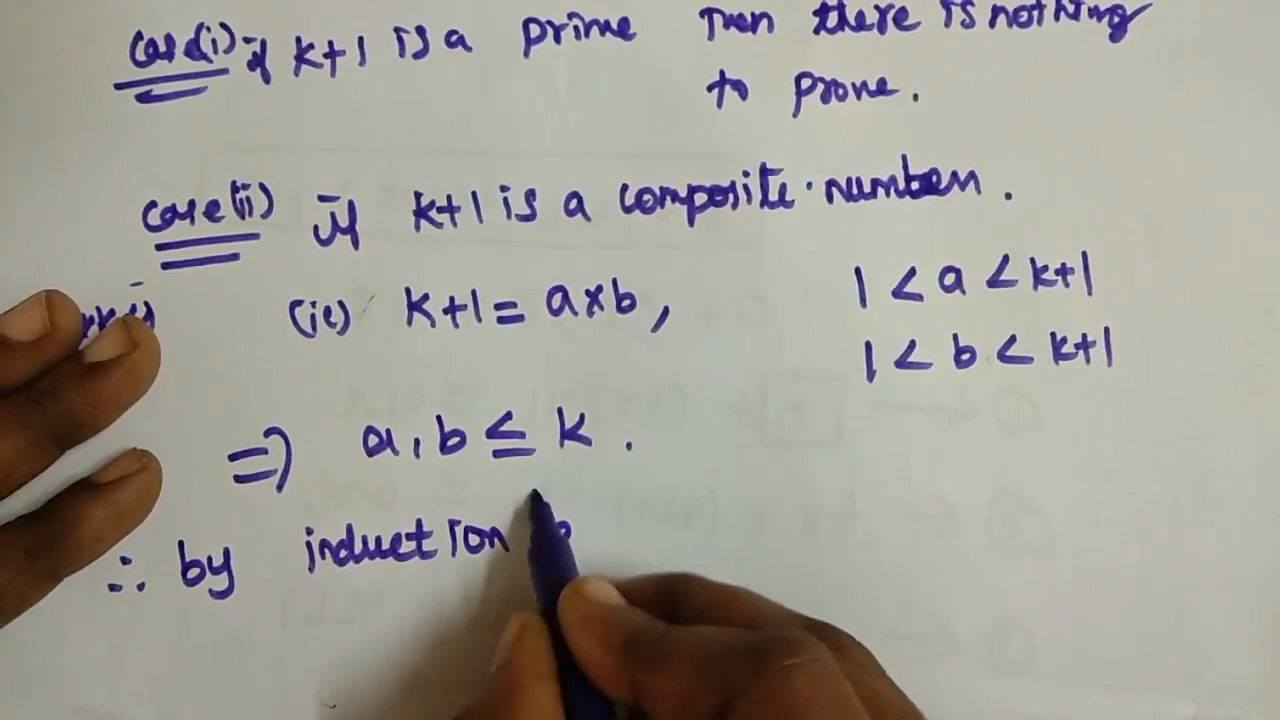 case(i) if k+1 is a prime Then there is nothing
to prove.
case(ii) if k+1 is a composite number.
(ie) k+1 = a×b, 1 < a < k+1
1 < b < k+1
⇒ a, b ≤ k.
∴ by induction